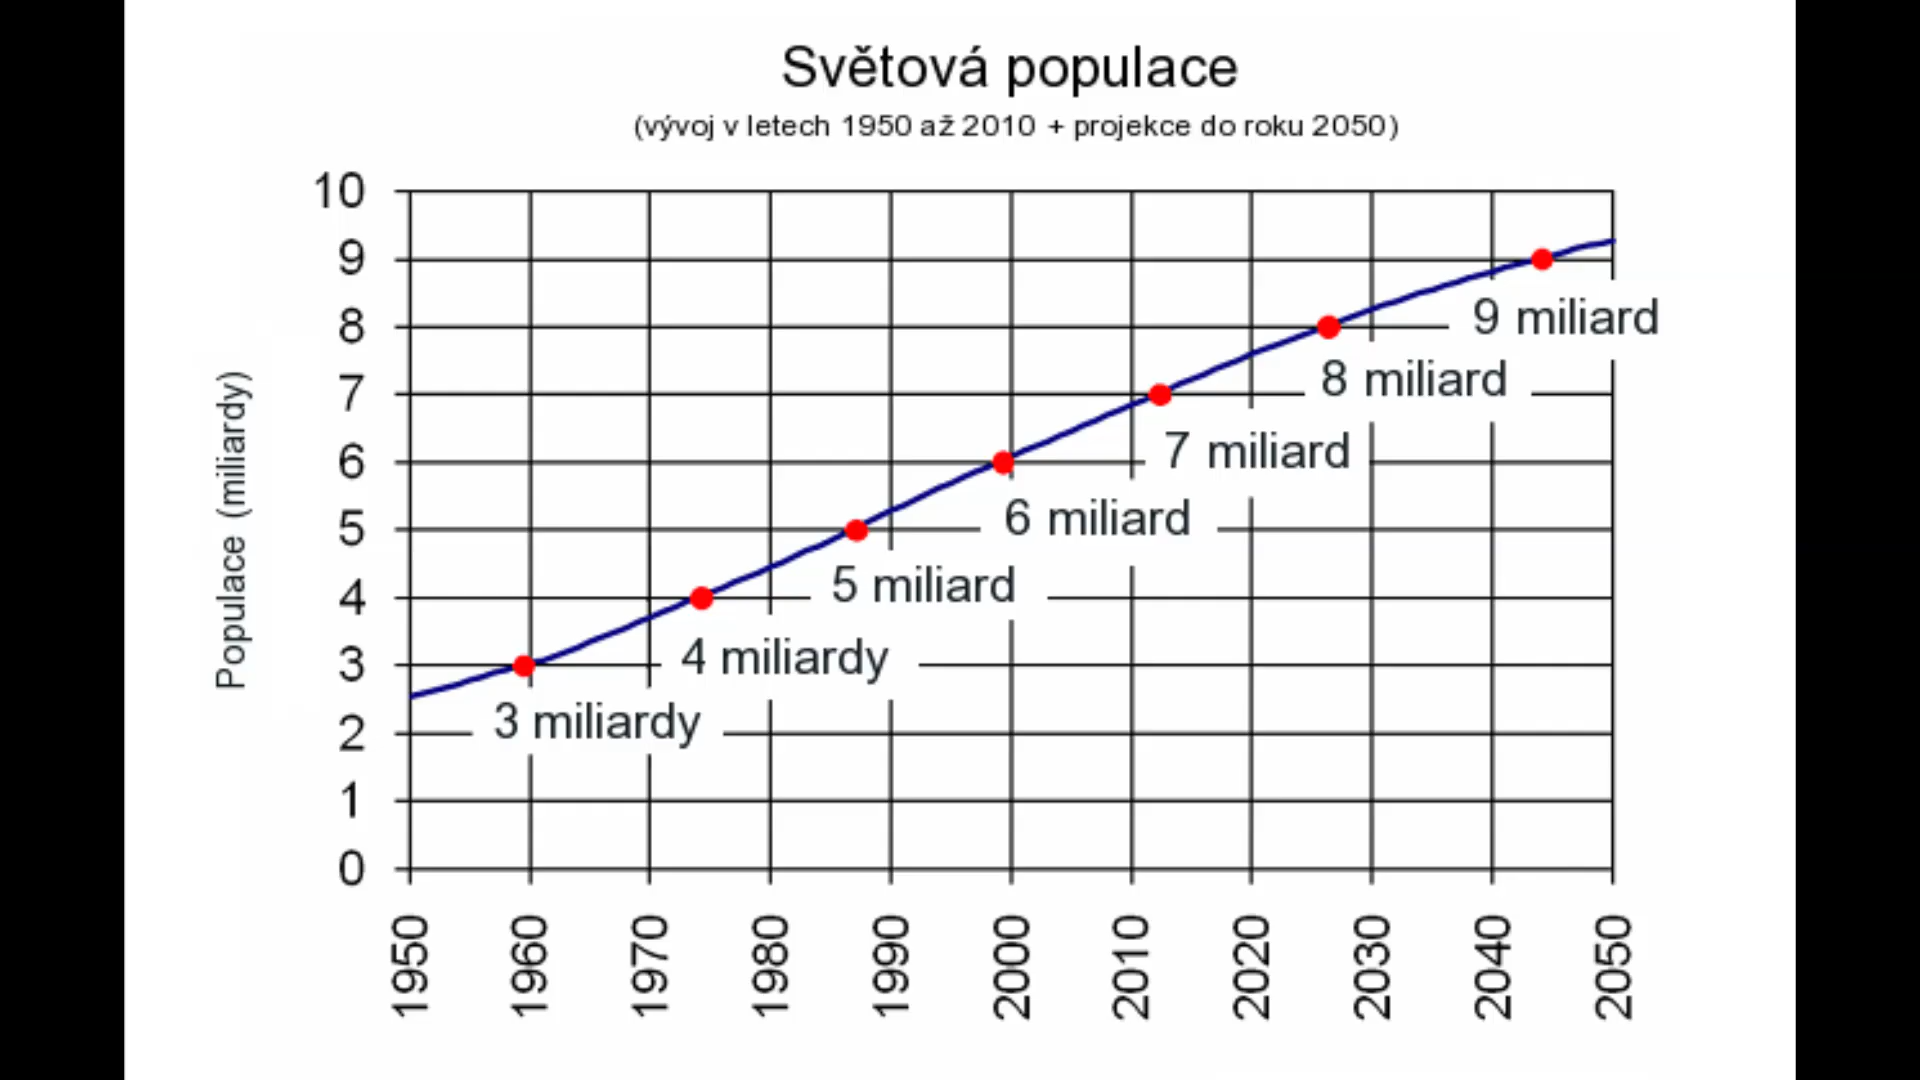 Světová populace
(vývoj v letech 1950 až 2010 + projekce do roku 2050)
Populace (miliardy)
10
9
8
7
6
5
4
3
2
1
0
9 miliard
8 miliard
7 miliard
6 miliard
5 miliard
4 miliardy
3 miliardy
1950
1960
1970
1980
1990
2000
2010
2020
2030
2040
2050